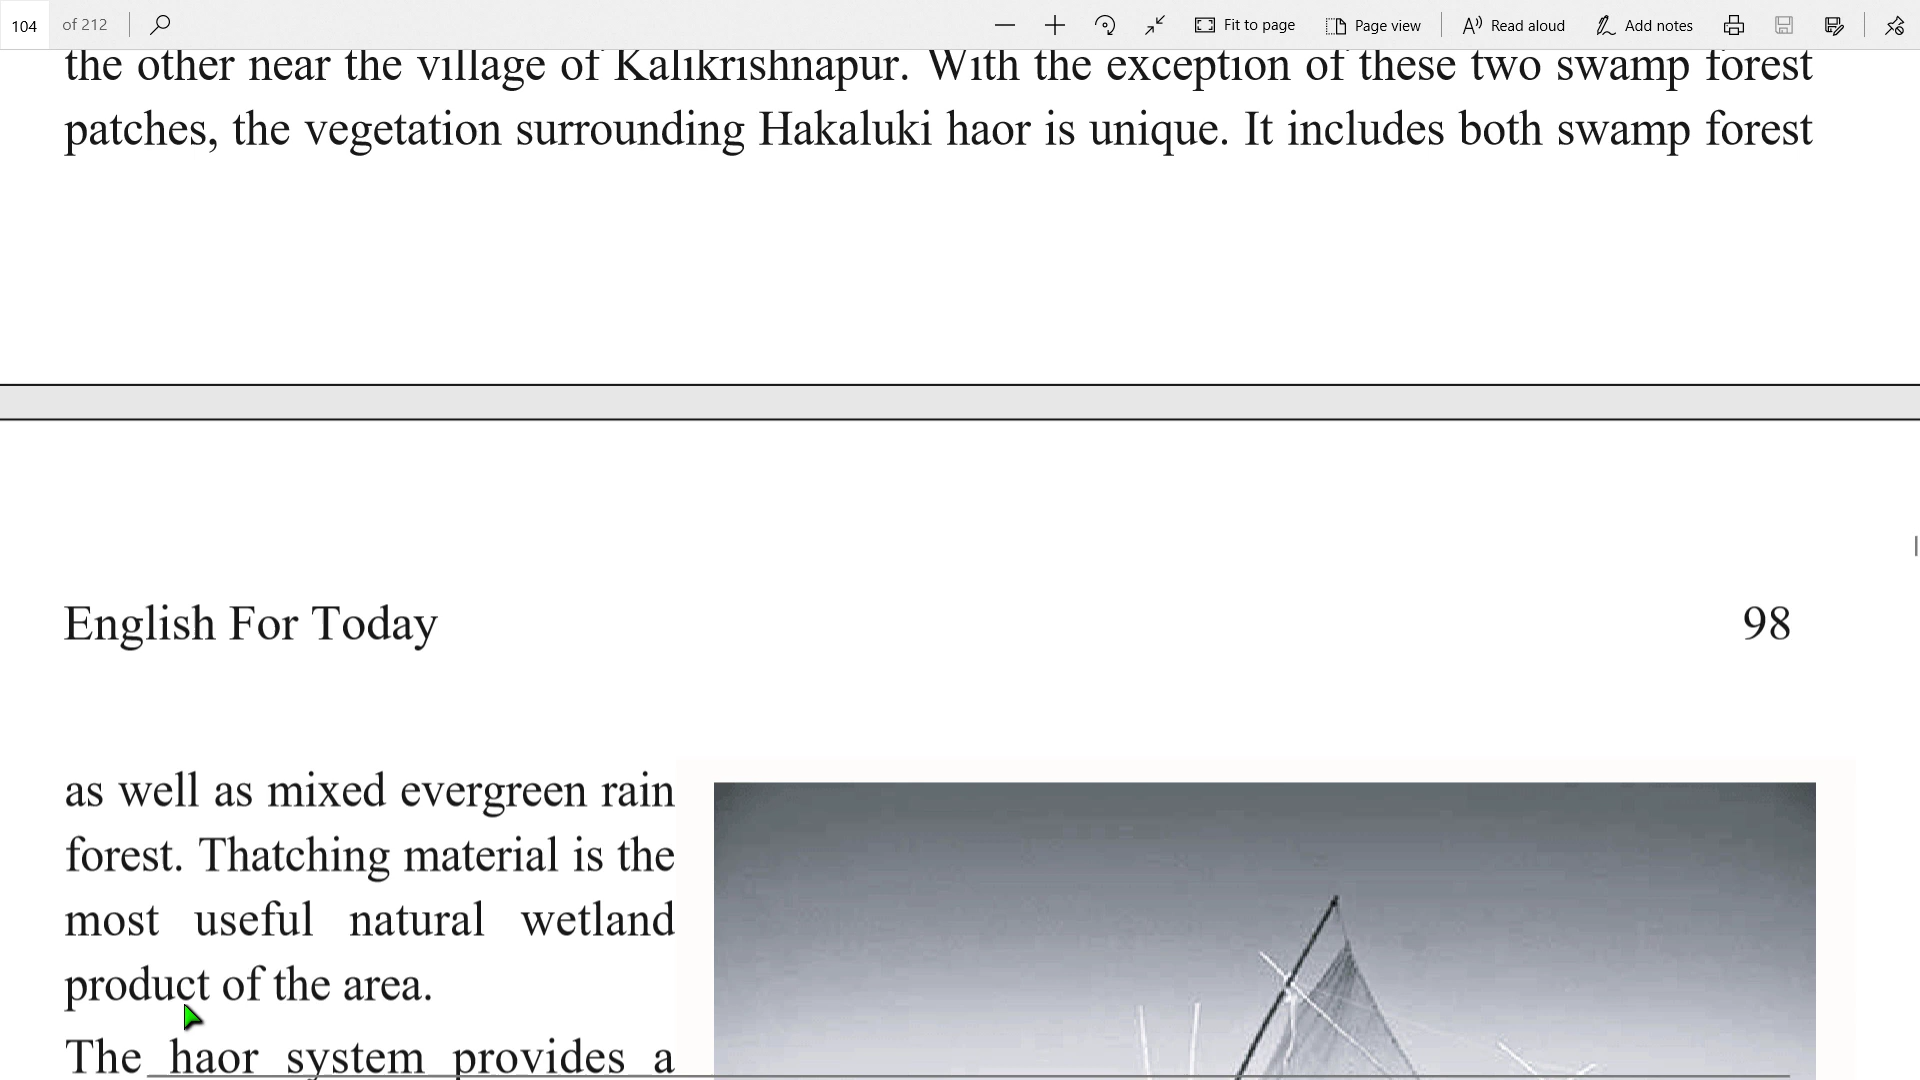 104 of 212 Fit to page Page view Read aloud Add notes
the other near the village of Kalikrishnapur. With the exception of these two swamp forest
patches, the vegetation surrounding Hakaluki haor is unique. It includes both swamp forest
English For Today 98
as well as mixed evergreen rain
forest. Thatching material is the
most useful natural wetland
product of the area.
The haor system provides a